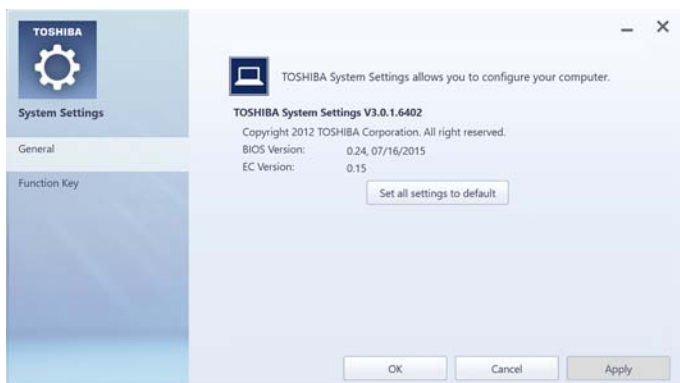 TOSHIBA
System Settings
General
Function Key
TOSHIBA System Settings allows you to configure your computer.
TOSHIBA System Settings V3.0.1.6402
Copyright 2012 TOSHIBA Corporation. All right reserved.
BIOS Version: 0.24, 07/16/2015
EC Version: 0.15
Set all settings to default
OK Cancel Apply